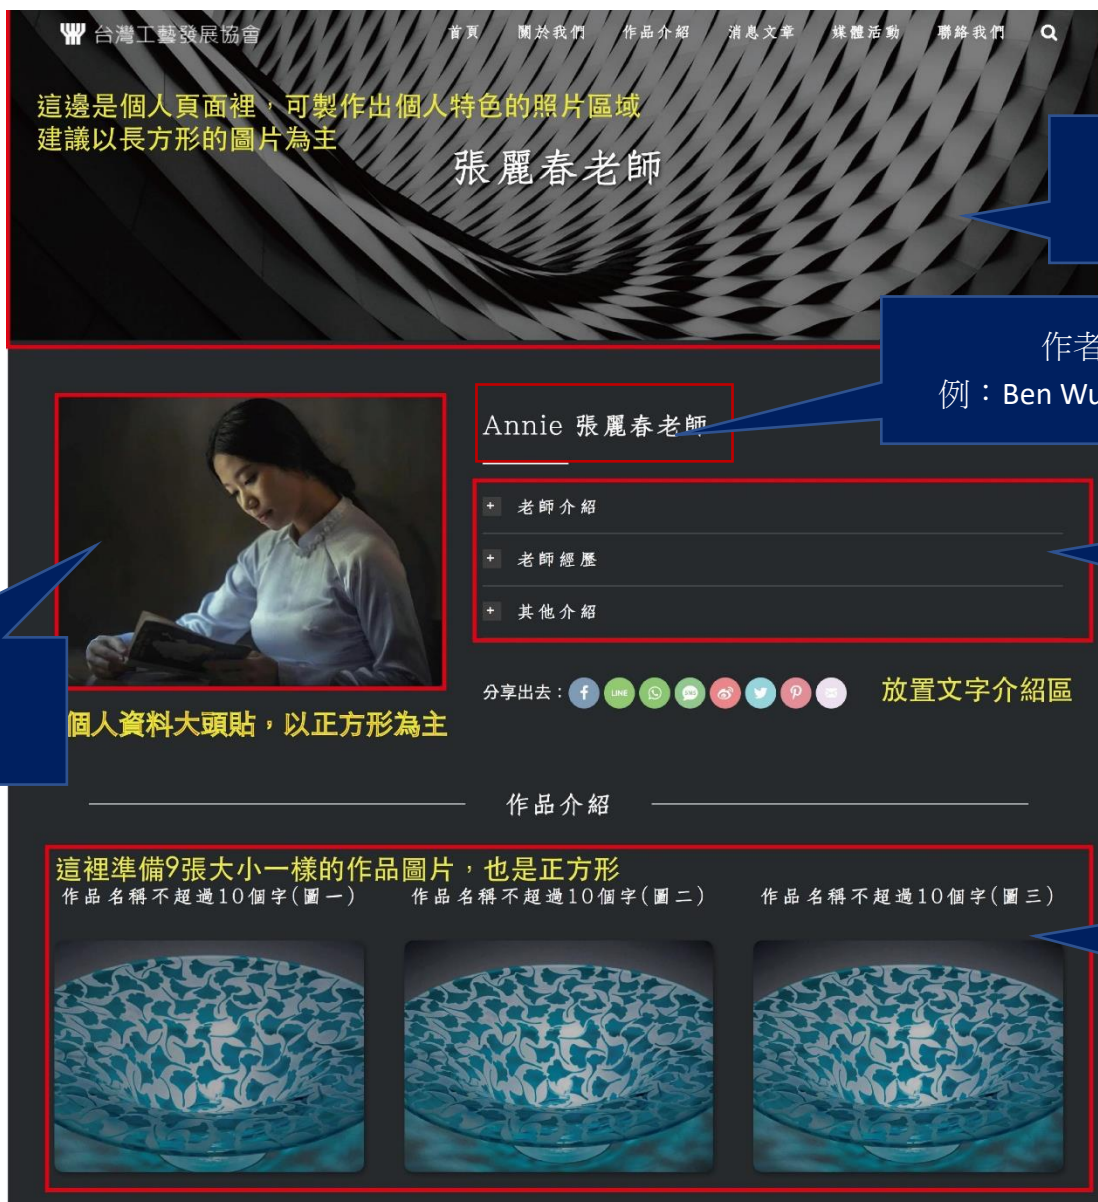 台灣工藝發展協會
首頁 關於我們 作品介紹 消息文章 媒體活動 聯絡我們
這邊是個人頁面裡，可製作出個人特色的照片區域
建議以長方形的圖片為主
張麗春老師
作者
例：Ben Wu
Annie 張麗春老師
+ 老師介紹
+ 老師經歷
+ 其他介紹
分享出去：
f LINE
放置文字介紹區
個人資料大頭貼，以正方形為主
作品介紹
這裡準備9張大小一樣的作品圖片，也是正方形
作品名稱不超過10個字(圖一) 作品名稱不超過10個字(圖二) 作品名稱不超過10個字(圖三)